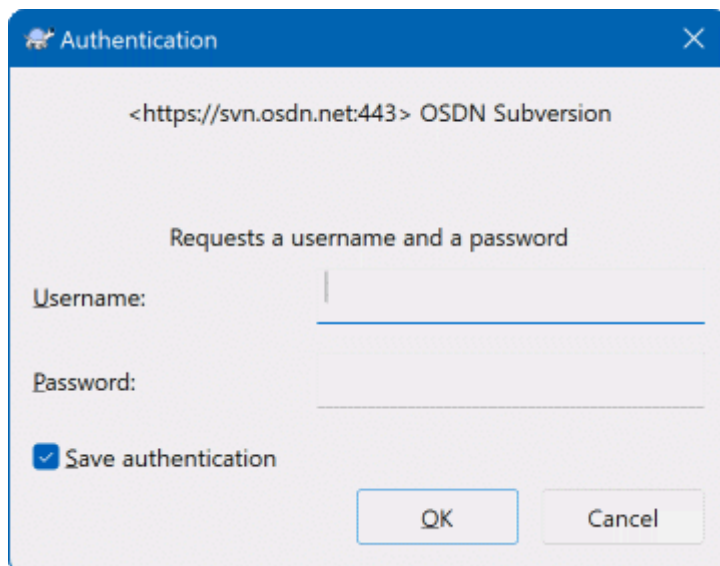 Authentication
<https://svn.osdn.net:443> OSDN Subversion
Requests a username and a password
Username:
Password:
Save authentication
OK
Cancel